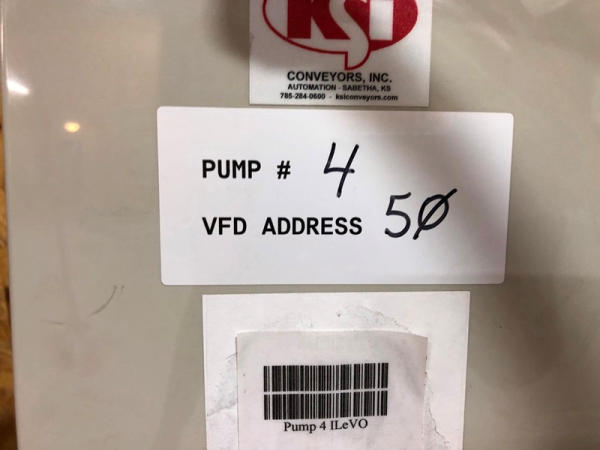 KSi
CONVEYORS, INC.
AUTOMATION - SABETHA, KS
785-284-0600 - ksiconveyors.com
PUMP # 4
VFD ADDRESS 50
Pump 4 ILeVO